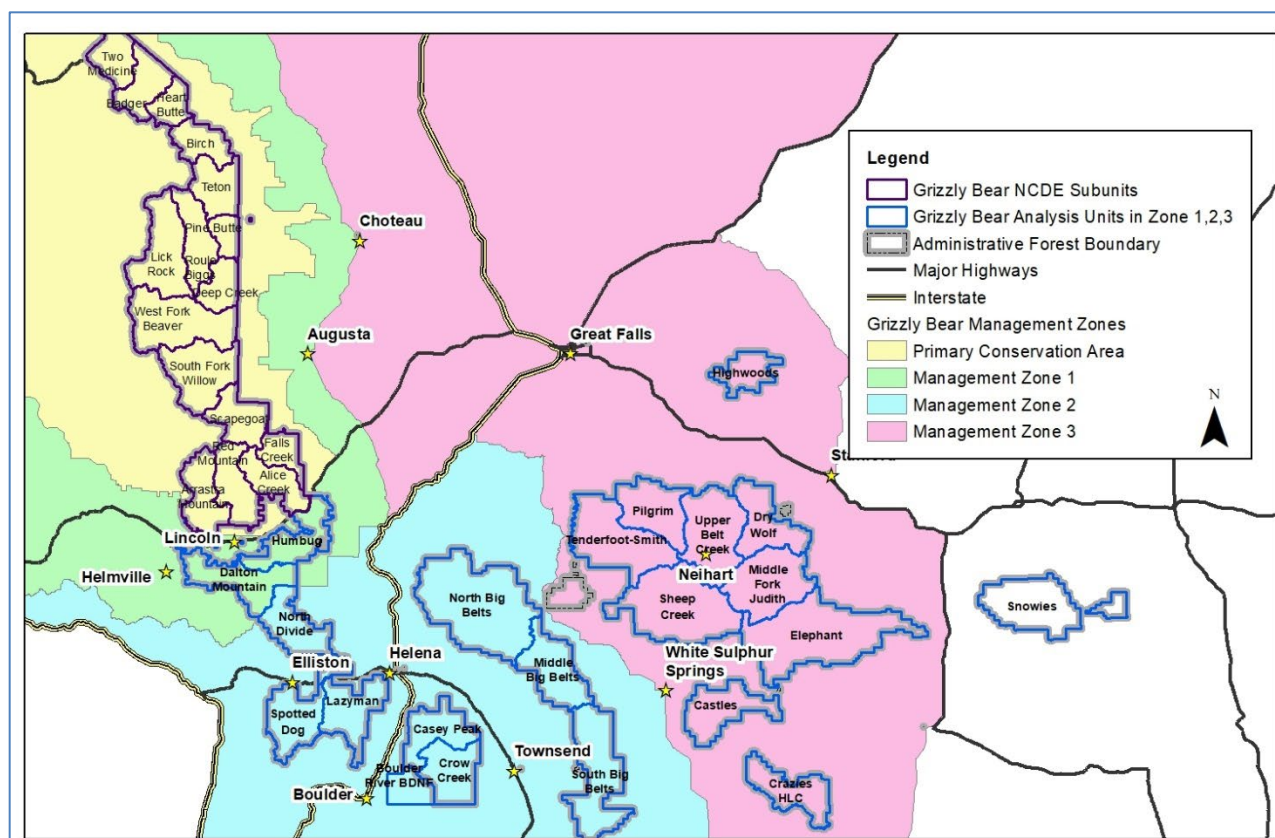 Two
Medicine
Badger
Heart
Butte
Birch
Teton
Pine Butte
Lick
Rock
Roule
Biggs
Deep Creek
West Fork
Beaver
South Fork
Willow
Scapegoat
Red
Mountain
Falls
Creek
Alice
Creek
Arrastra
Mountain
Choteau
Augusta
Great Falls
Highwoods
Legend
Grizzly Bear NCDE Subunits
Grizzly Bear Analysis Units in Zone 1,2,3
Administrative Forest Boundary
Major Highways
Interstate
Grizzly Bear Management Zones
Primary Conservation Area
Management Zone 1
Management Zone 2
Management Zone 3
N
Lincoln
Humbug
Helmville
Dalton
Mountain
North
Divide
Elliston
Helena
Spotted
Dog
Lazyman
Casey Peak
Crow
Creek
Boulder
River BDNF
Boulder
Townsend
North Big
Belts
Middle
Big Belts
South Big
Belts
Pilgrim
Tenderfoot-Smith
Upper
Belt
Creek
Dry
Wolf
Neihart
Middle
Fork
Judith
Sheep
Creek
Elephant
White Sulphur
Springs
Castles
Crazies
HLC
Snowies